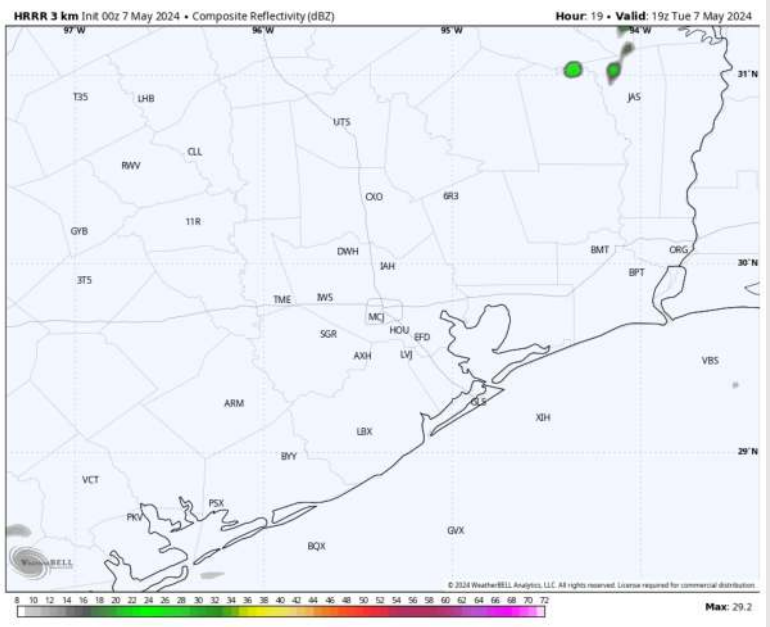 HRRR 3 km Init 00z 7 May 2024 • Composite Reflectivity (dBZ) Hour: 19 • Valid: 19z Tue 7 May 2024
97°W 96°W 95°W 94°W
31°N
T35 LHB JAS
UTS
CLL
RWV
CXO 6R3
11R
GYB
DWH BMT ORG
IAH 30°N
3T5 BPT
TME IWS
MCJ
SGR HOU EFD
AXH LVJ VBS
ARM GLS
LBX XIH
BYY 29°N
VCT
PSX
PKV
GVX
BQX
WeatherBELL
© 2024 WeatherBELL Analytics, LLC. All rights reserved. License required for commercial distribution.
8 10 12 14 16 18 20 22 24 26 28 30 32 34 36 38 40 42 44 46 48 50 52 54 56 58 60 62 64 66 68 70 72 Max: 29.2